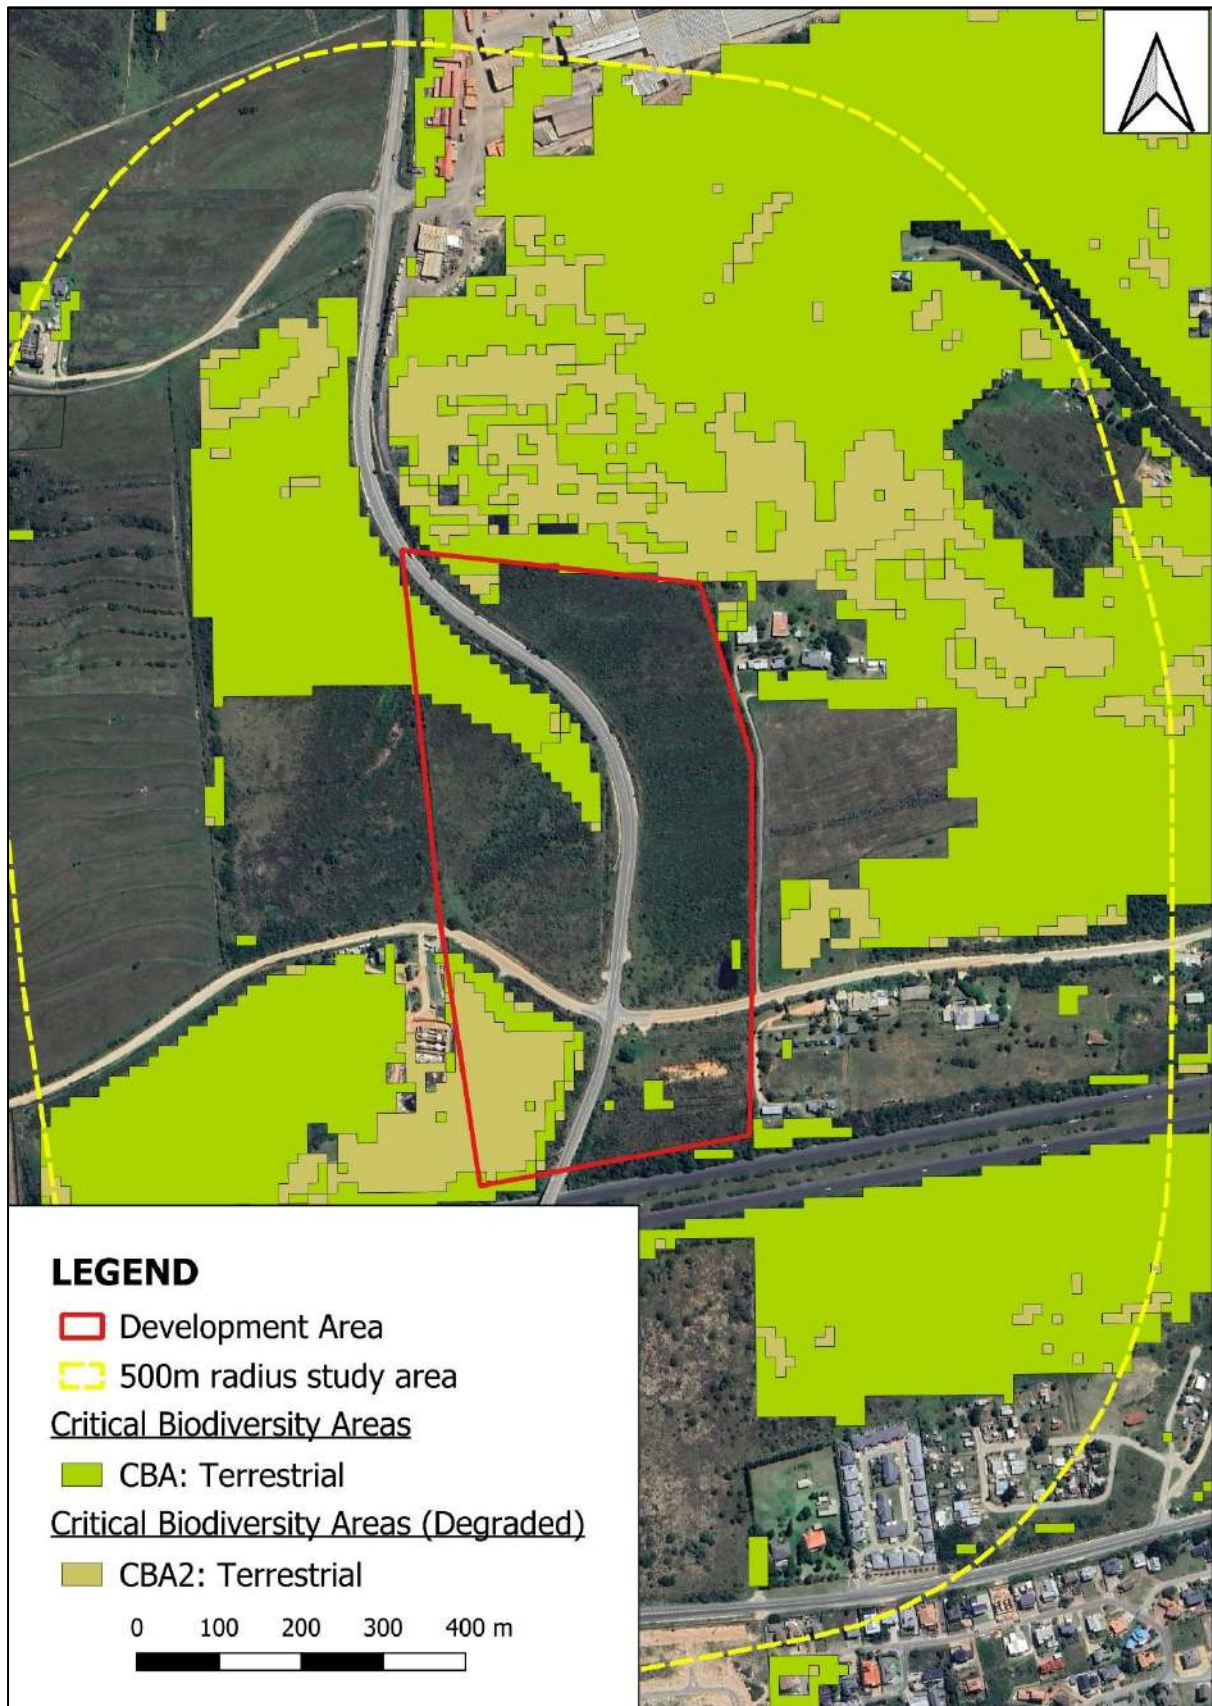 LEGEND
Development Area
500m radius study area
Critical Biodiversity Areas
CBA: Terrestrial
Critical Biodiversity Areas (Degraded)
CBA2: Terrestrial
0 100 200 300 400 m